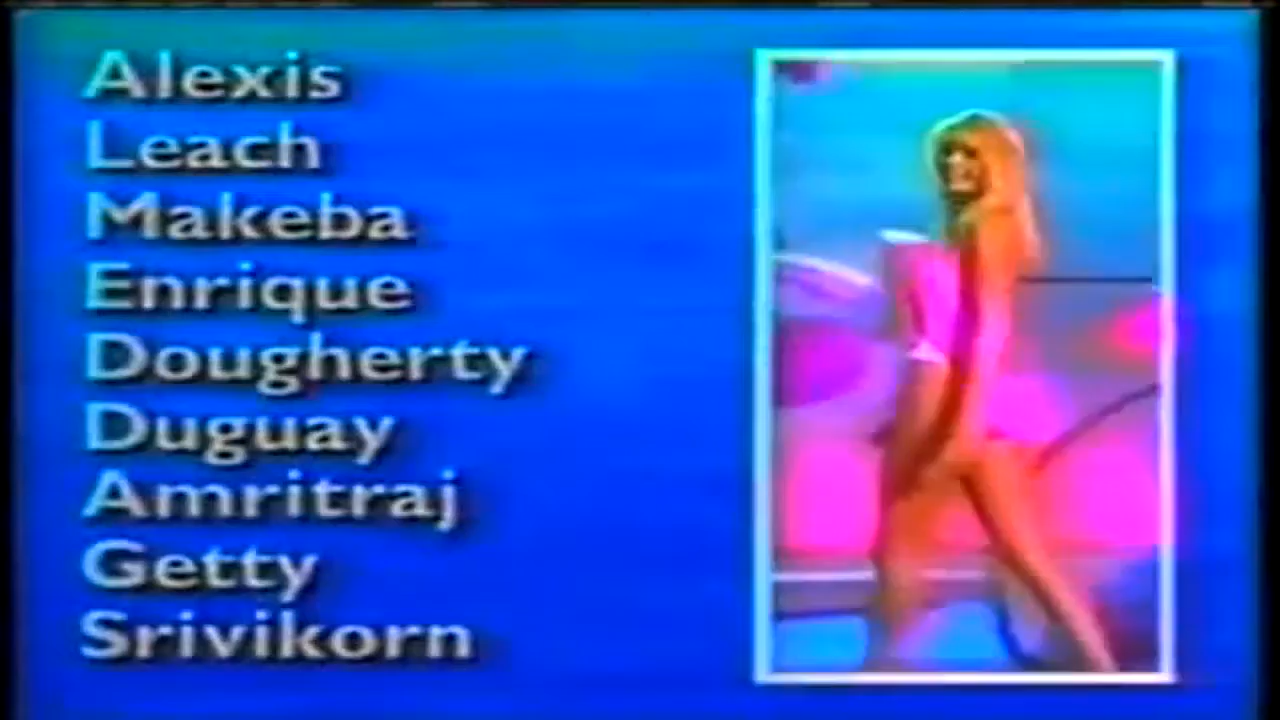 Alexis
Leach
Makeba
Enrique
Dougherty
Duguay
Amritraj
Getty
Srivikorn